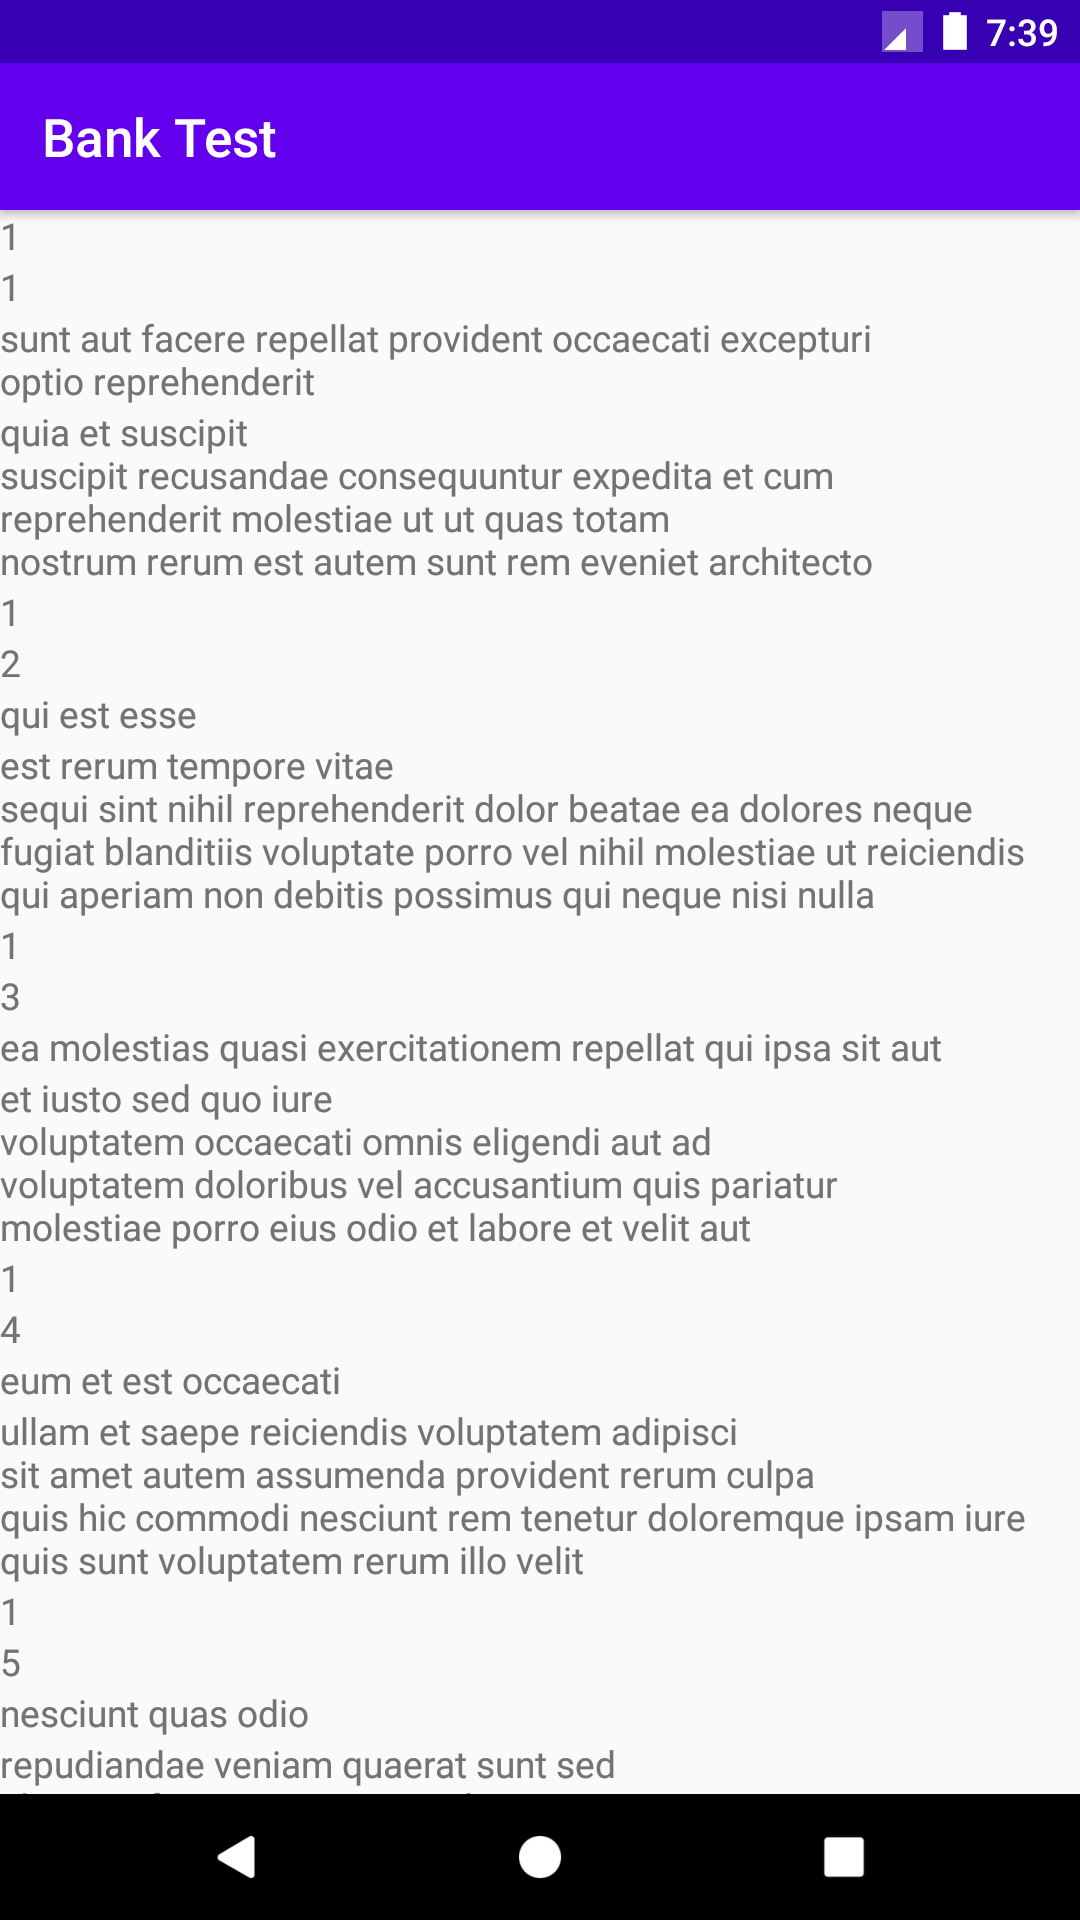 7:39
Bank Test
1
1
sunt aut facere repellat provident occaecati excepturi
optio reprehenderit
quia et suscipit
suscipit recusandae consequuntur expedita et cum
reprehenderit molestiae ut ut quas totam
nostrum rerum est autem sunt rem eveniet architecto
1
2
qui est esse
est rerum tempore vitae
sequi sint nihil reprehenderit dolor beatae ea dolores neque
fugiat blanditiis voluptate porro vel nihil molestiae ut reiciendis
qui aperiam non debitis possimus qui neque nisi nulla
1
3
ea molestias quasi exercitationem repellat qui ipsa sit aut
et iusto sed quo iure
voluptatem occaecati omnis eligendi aut ad
voluptatem doloribus vel accusantium quis pariatur
molestiae porro eius odio et labore et velit aut
1
4
eum et est occaecati
ullam et saepe reiciendis voluptatem adipisci
sit amet autem assumenda provident rerum culpa
quis hic commodi nesciunt rem tenetur doloremque ipsam iure
quis sunt voluptatem rerum illo velit
1
5
nesciunt quas odio
repudiandae veniam quaerat sunt sed